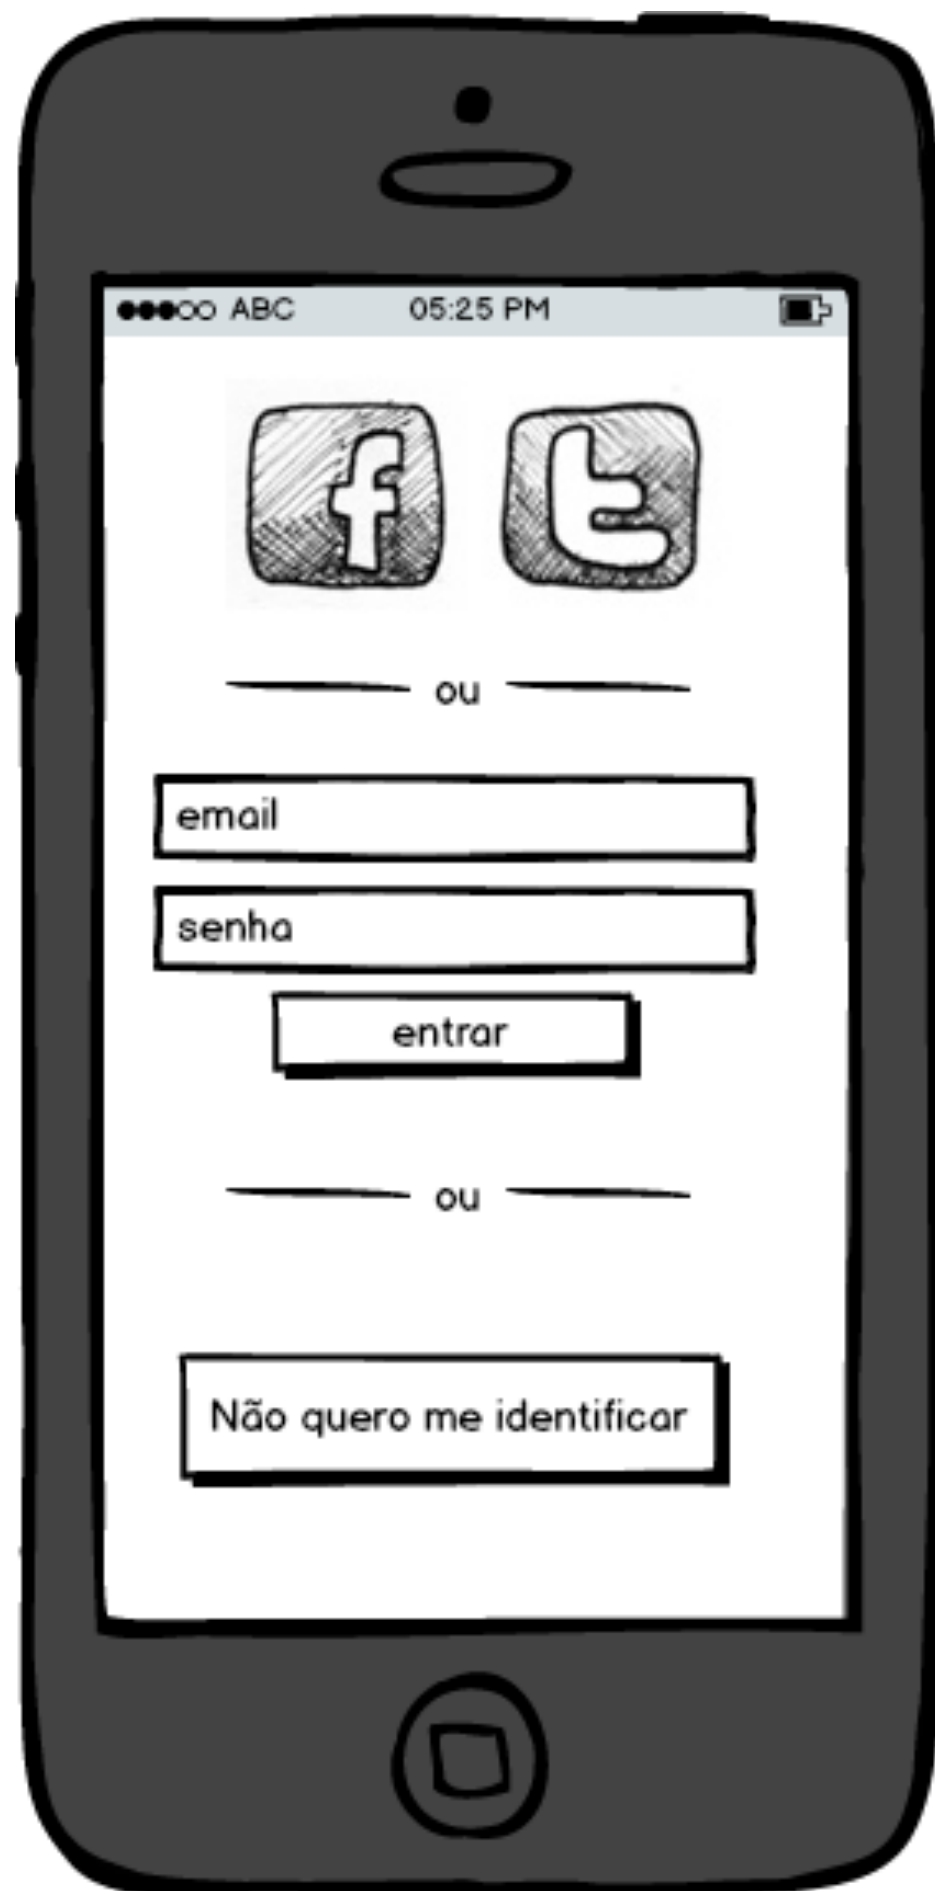 ABC 05:25 PM
f t
ou
email
senha
entrar
ou
Não quero me identificar